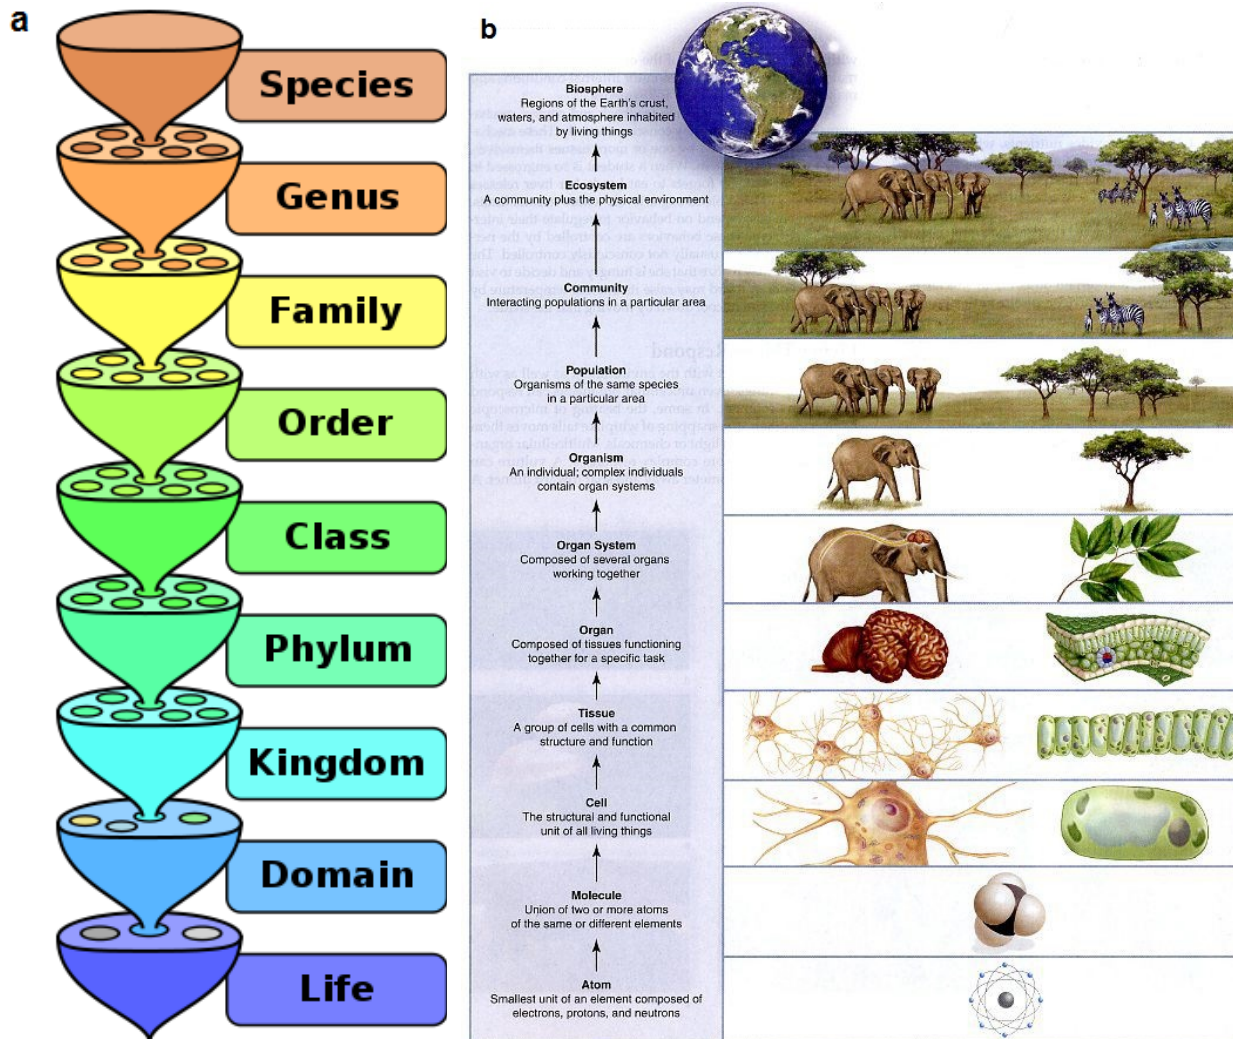 a
Species
Genus
Family
Order
Class
Phylum
Kingdom
Domain
Life
b
Biosphere
Regions of the Earth's crust,
waters, and atmosphere inhabited
by living things
Ecosystem
A community plus the physical environment
Community
Interacting populations in a particular area
Population
Organisms of the same species
in a particular area
Organism
An individual; complex individuals
contain organ systems
Organ System
Composed of several organs
working together
Organ
Composed of tissues functioning
together for a specific task
Tissue
A group of cells with a common
structure and function
Cell
The structural and functional
unit of all living things
Molecule
Union of two or more atoms
of the same or different elements
Atom
Smallest unit of an element composed of
electrons, protons, and neutrons